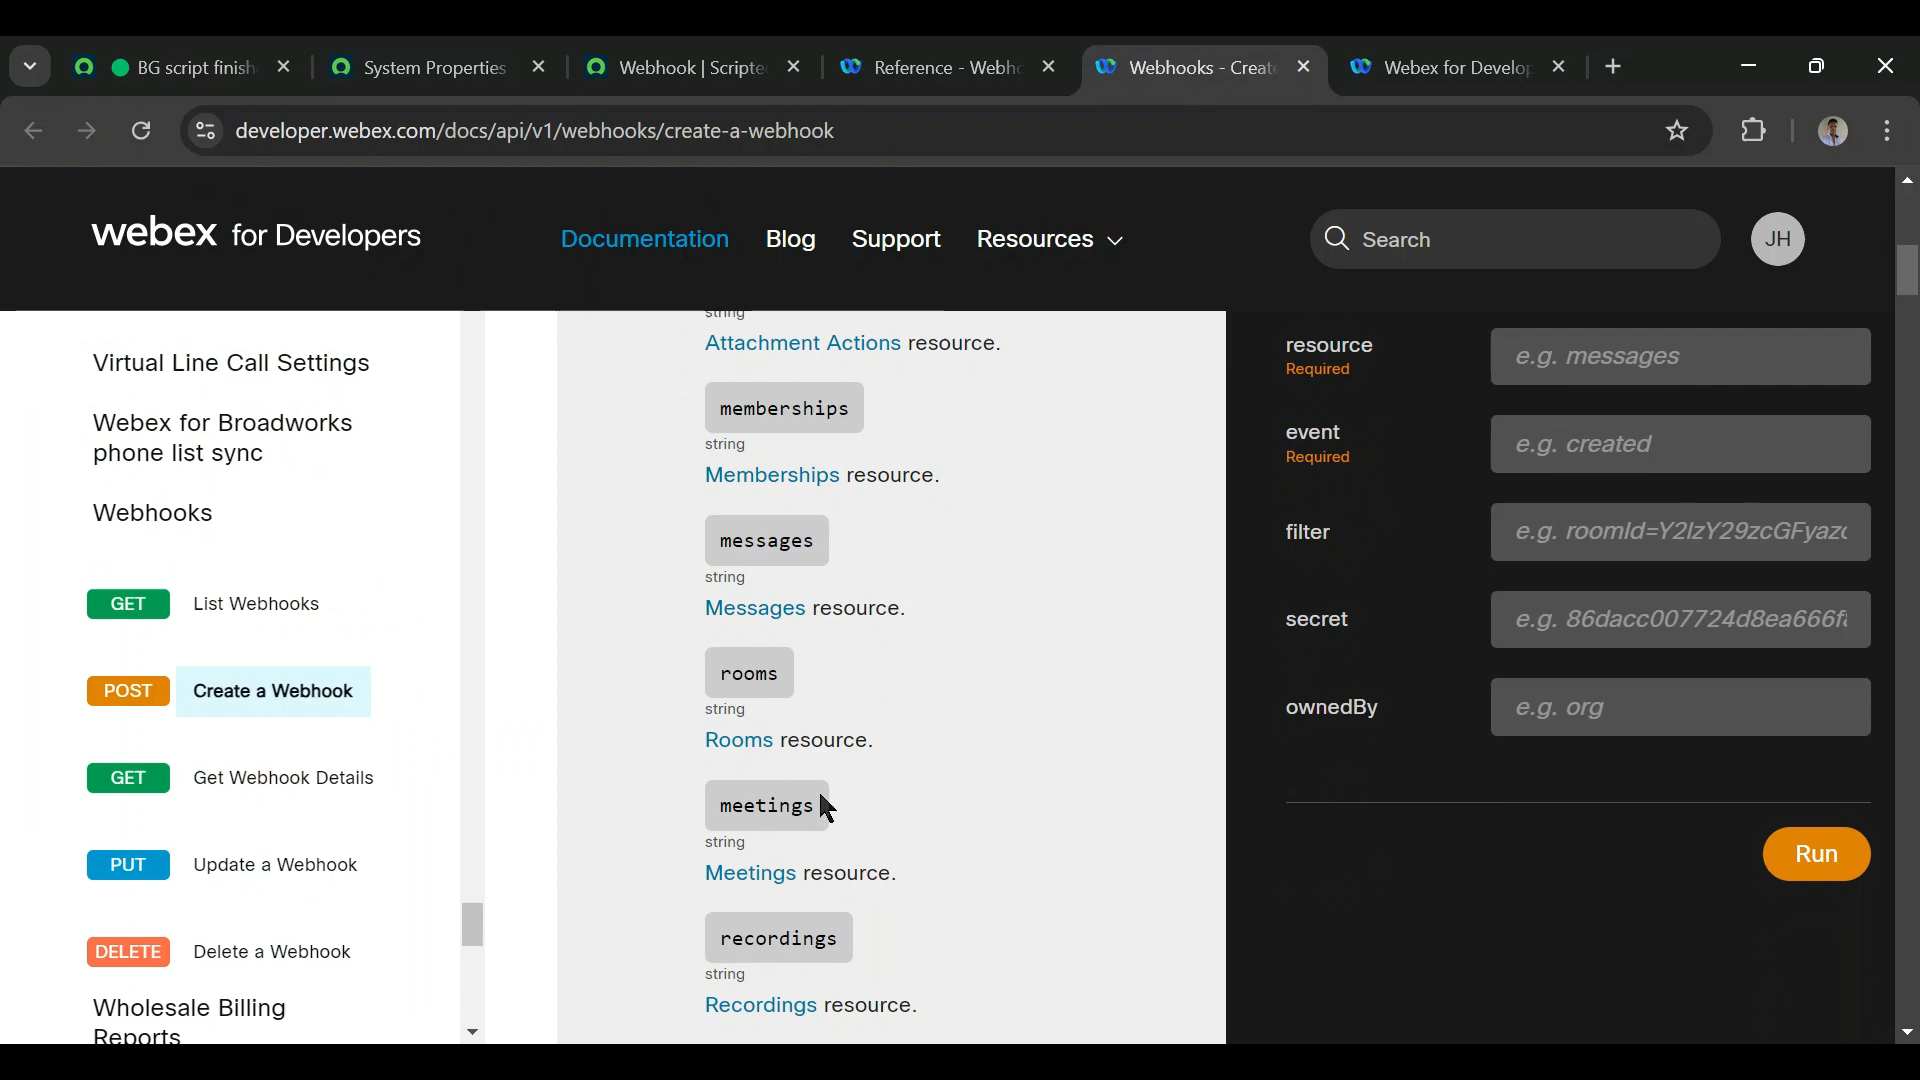 BG script finish
System Properties
Webhook | Scripte
Reference - Webho
Webhooks - Create
Webex for Develop
developer.webex.com/docs/api/v1/webhooks/create-a-webhook
webex for Developers
Documentation
Blog
Support
Resources
Search
JH
Virtual Line Call Settings
Webex for Broadworks
phone list sync
Webhooks
GET List Webhooks
POST Create a Webhook
GET Get Webhook Details
PUT Update a Webhook
DELETE Delete a Webhook
Wholesale Billing
Reports
string
Attachment Actions resource.
memberships
string
Memberships resource.
messages
string
Messages resource.
rooms
string
Rooms resource.
meetings
string
Meetings resource.
recordings
string
Recordings resource.
resource
Required
e.g. messages
event
Required
e.g. created
filter
e.g. roomId=Y2lzY29zcGFyazo
secret
e.g. 86dacc007724d8ea666f8
ownedBy
e.g. org
Run